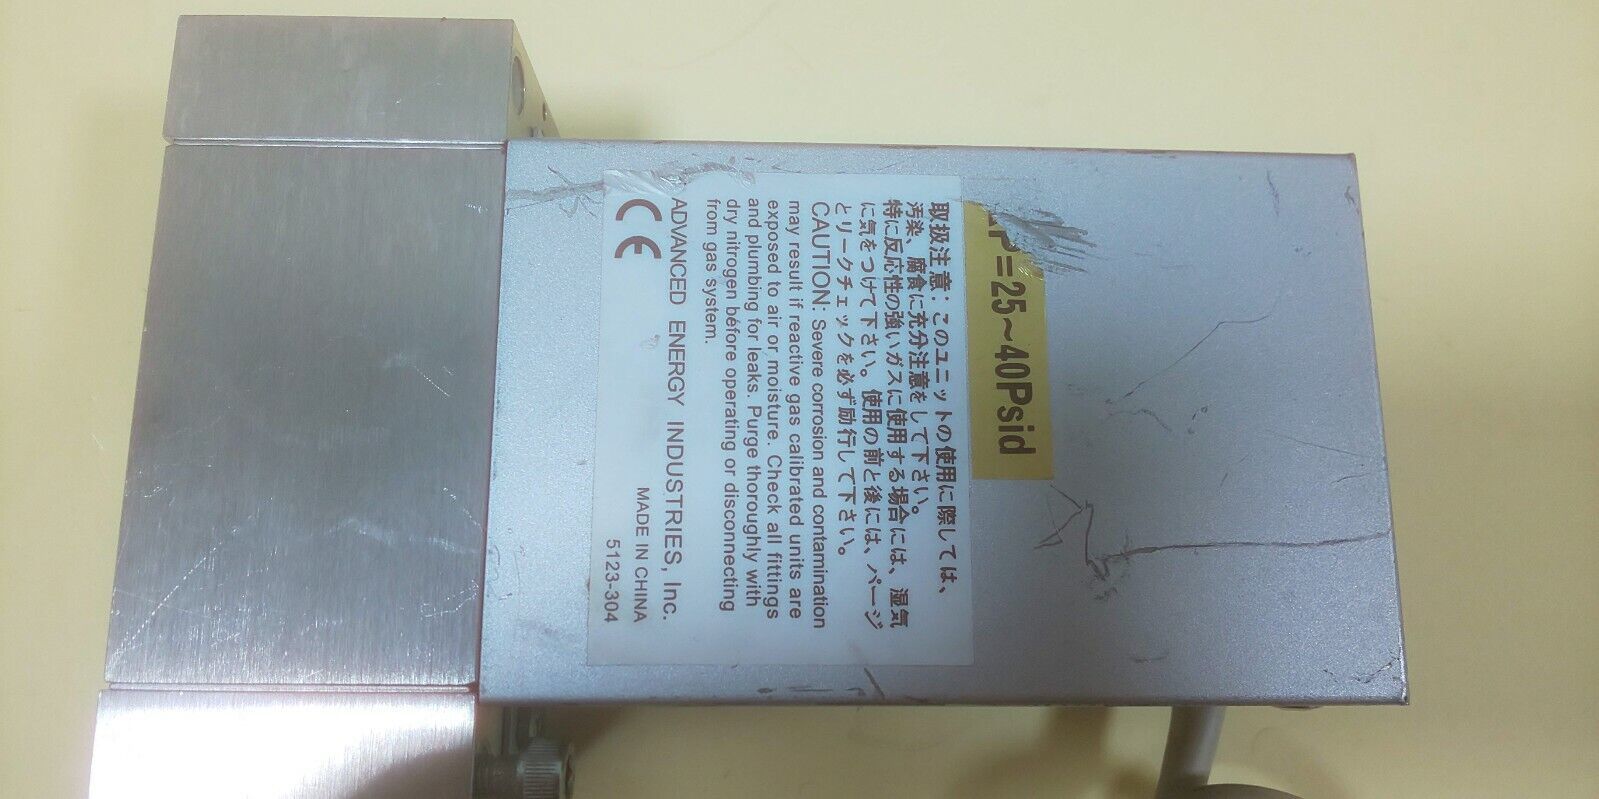 P=25~40Psid
取扱注意：このユニットの使用に際しては、
汚染、腐食に充分注意をして下さい。
特に反応性の強いガスに使用する場合には、湿気
に気をつけて下さい。使用の前と後には、パージ
とリークチェックを必ず励行して下さい。
CAUTION: Severe corrosion and contamination
may result if reactive gas calibrated units are
exposed to air or moisture. Check all fittings
and plumbing for leaks. Purge thoroughly with
dry nitrogen before operating or disconnecting
from gas system.
ADVANCED ENERGY INDUSTRIES, Inc.
CE MADE IN CHINA
5123-304